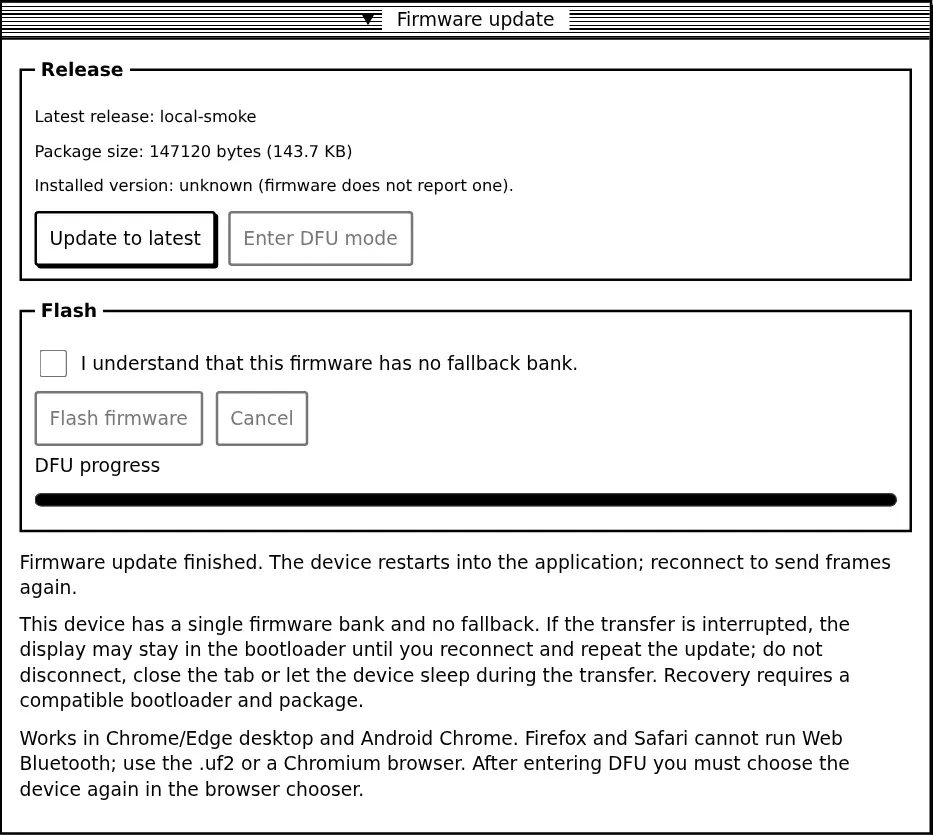 Firmware update
Release
Latest release: local-smoke
Package size: 147120 bytes (143.7 KB)
Installed version: unknown (firmware does not report one).
Update to latest
Enter DFU mode
Flash
I understand that this firmware has no fallback bank.
Flash firmware
Cancel
DFU progress
Firmware update finished. The device restarts into the application; reconnect to send frames
again.
This device has a single firmware bank and no fallback. If the transfer is interrupted, the
display may stay in the bootloader until you reconnect and repeat the update; do not
disconnect, close the tab or let the device sleep during the transfer. Recovery requires a
compatible bootloader and package.
Works in Chrome/Edge desktop and Android Chrome. Firefox and Safari cannot run Web
Bluetooth; use the .uf2 or a Chromium browser. After entering DFU you must choose the
device again in the browser chooser.